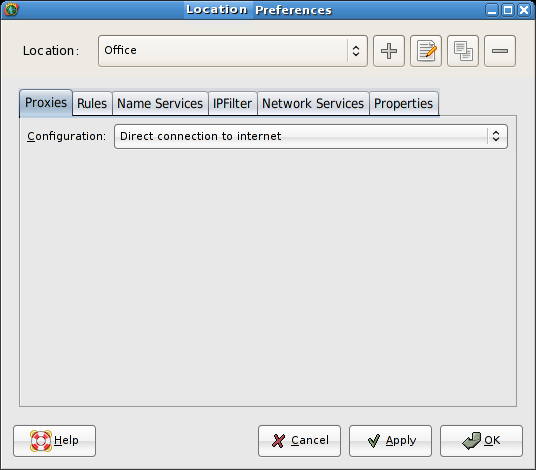 Location Preferences
Location: Office
Proxies Rules Name Services IPFilter Network Services Properties
Configuration: Direct connection to internet
Help Cancel Apply OK